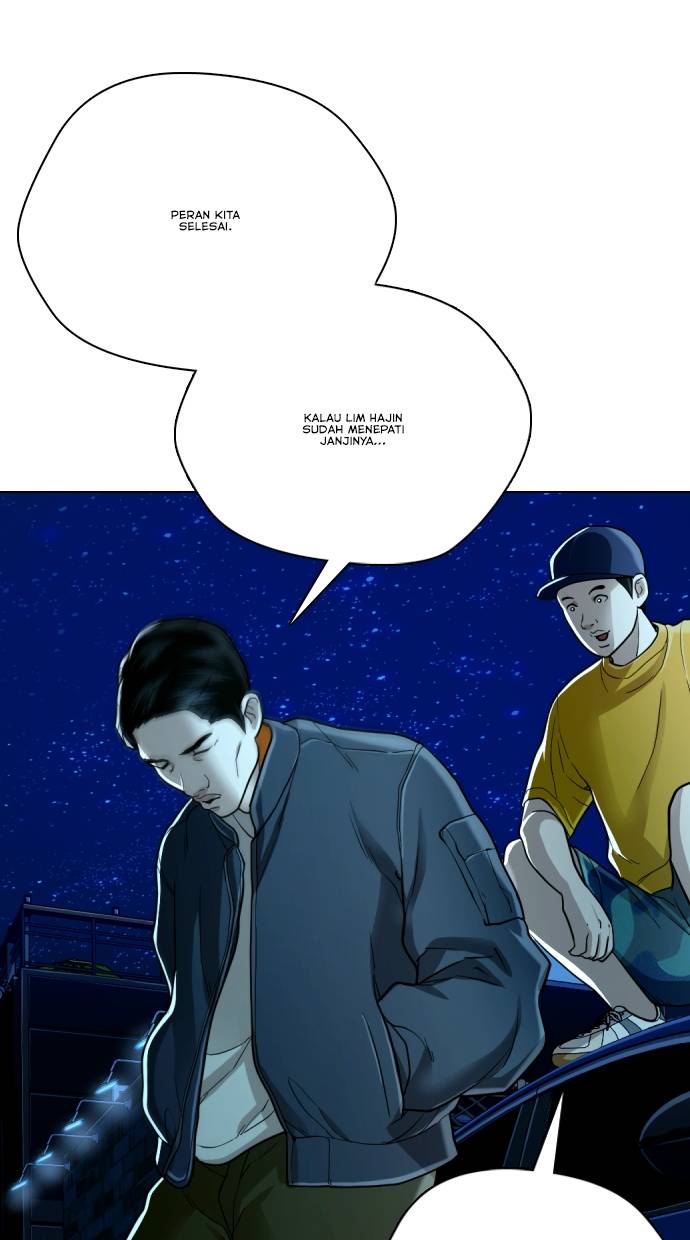 PERAN KITA
SELESAI.
KALAU LIM HAJIN
SUDAH MENEPATI
JANJINYA...